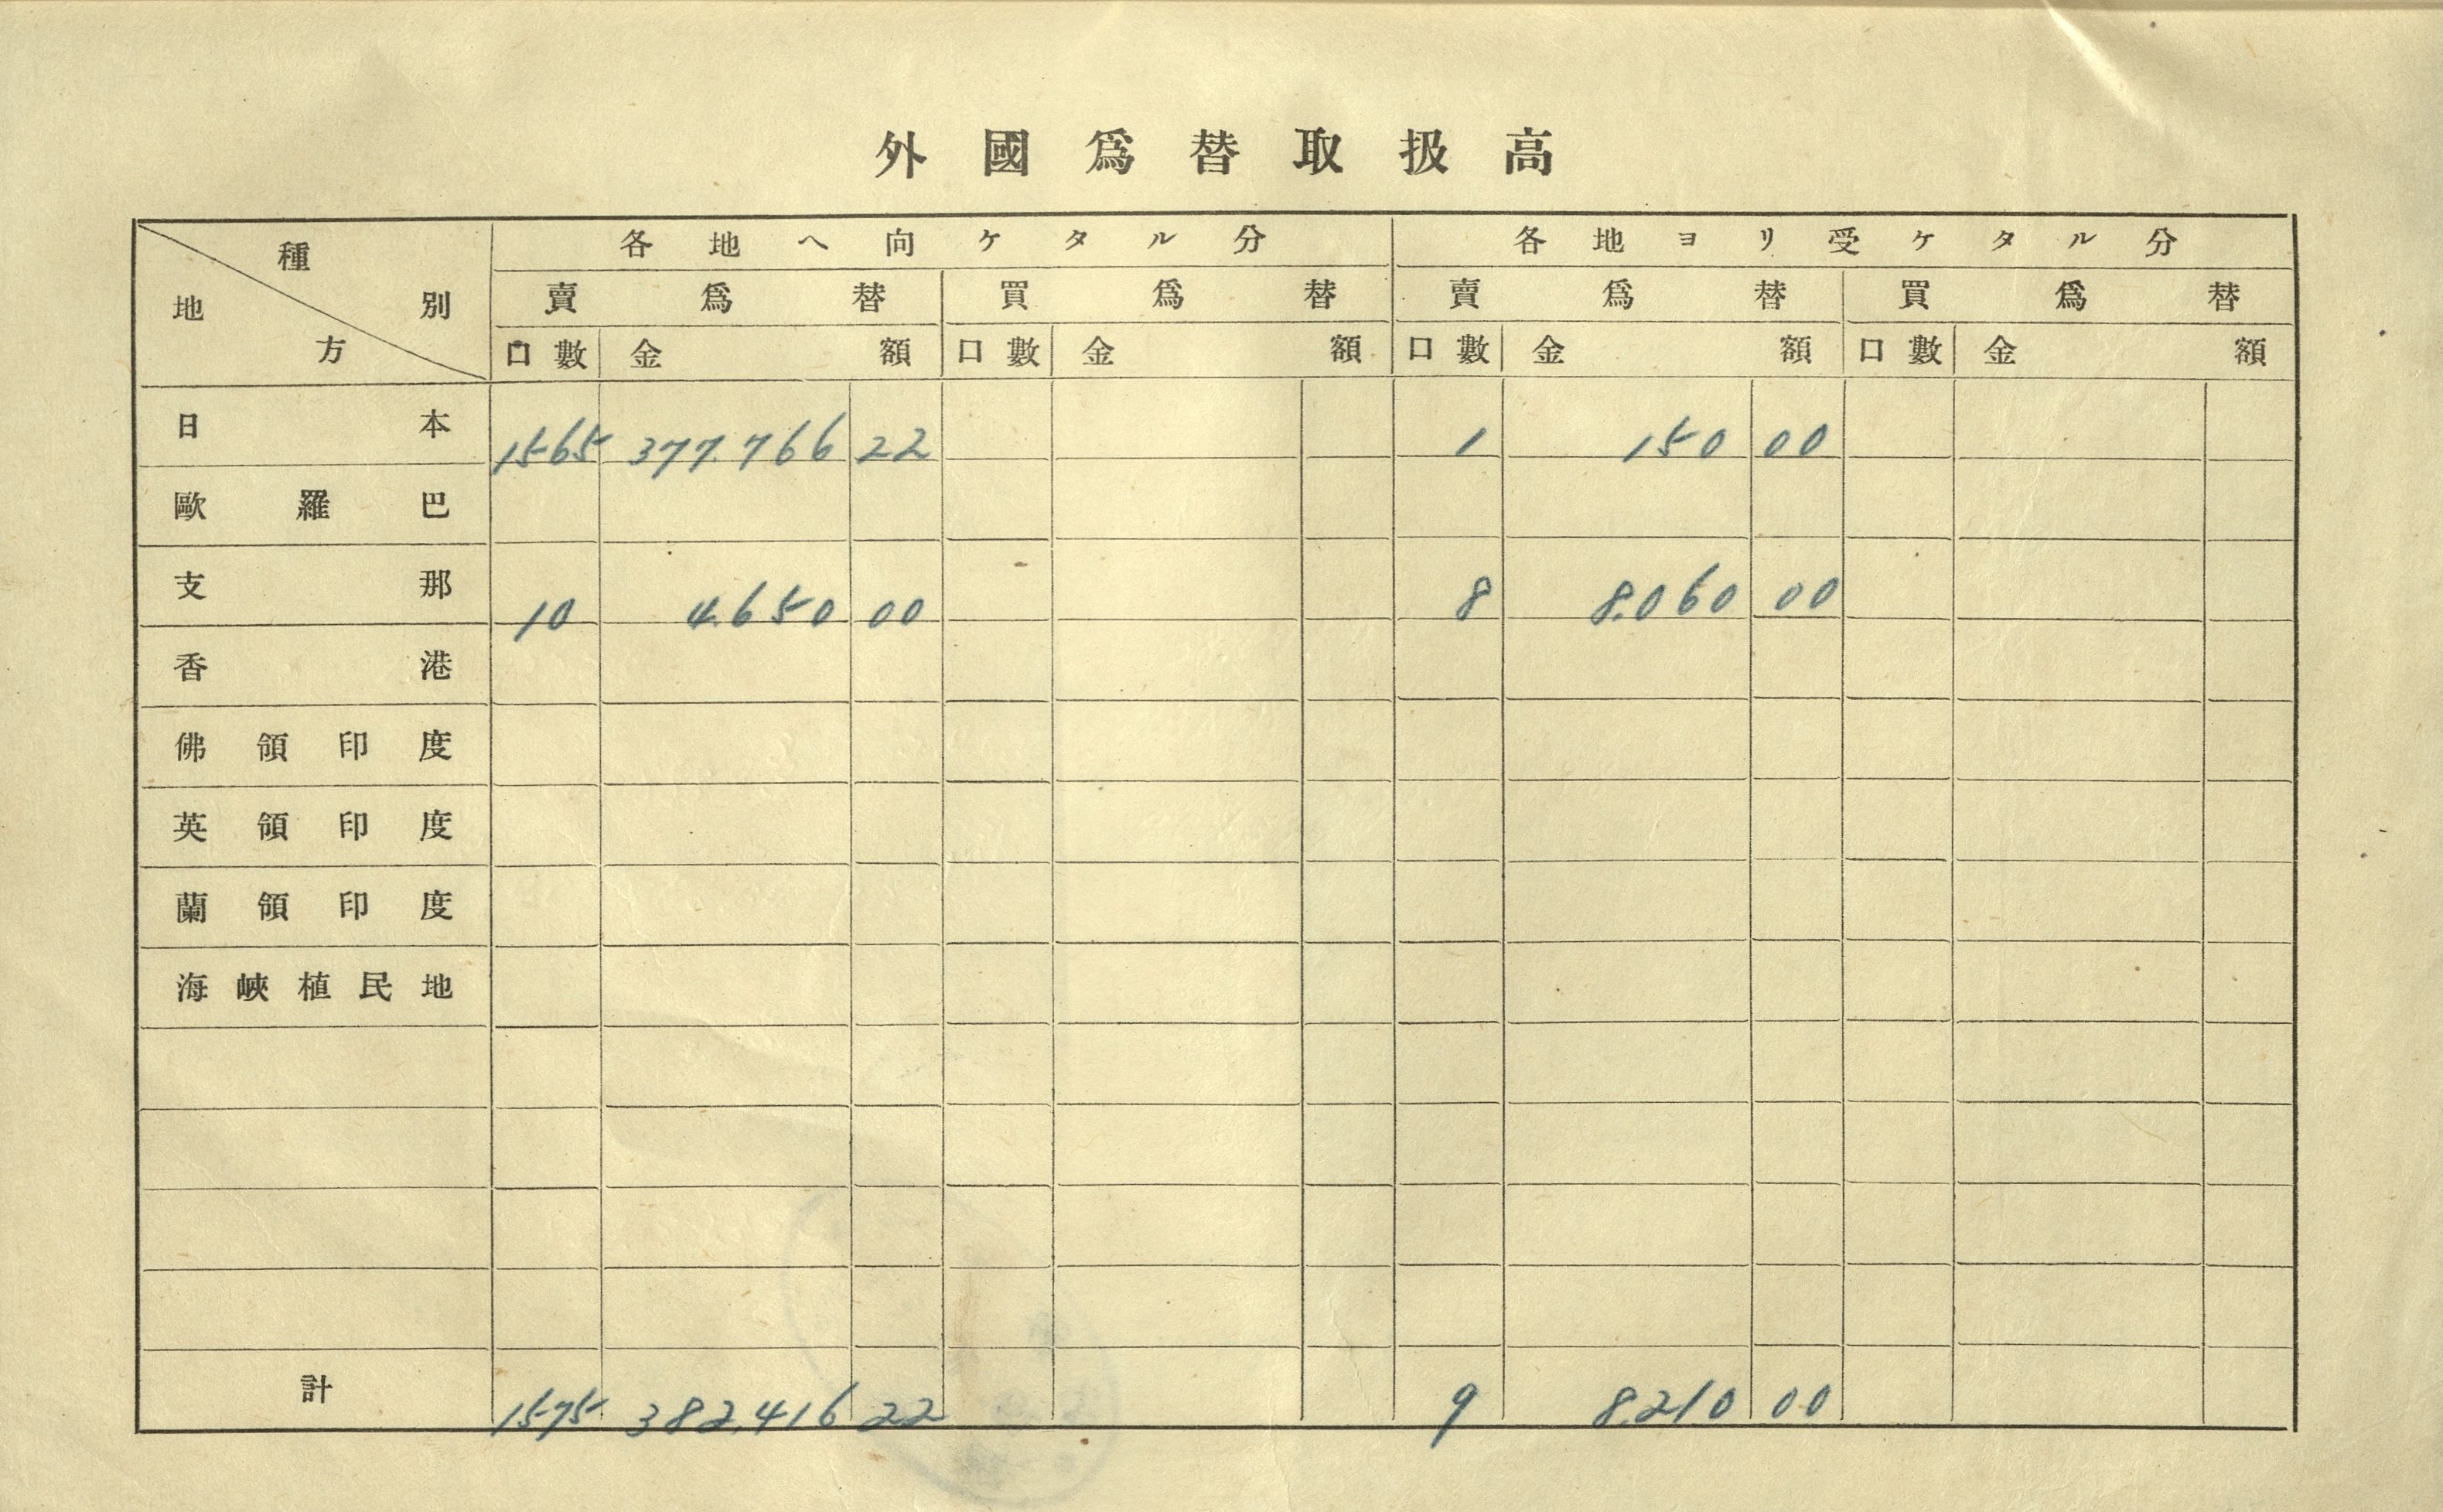 外國爲替取扱高
種別 地方 各地ヘ向ケタル分 各地ヨリ受ケタル分
賣爲替 買爲替 賣爲替 買爲替
口數 金額 口數 金額 口數 金額 口數 金額
日本 1565 377.766 22 1 150 00
歐羅巴
支那 10 4.650 00 8 8.060 00
香港
佛領印度
英領印度
蘭領印度
海峽植民地
計 1575 382.416 22 9 8.210 00